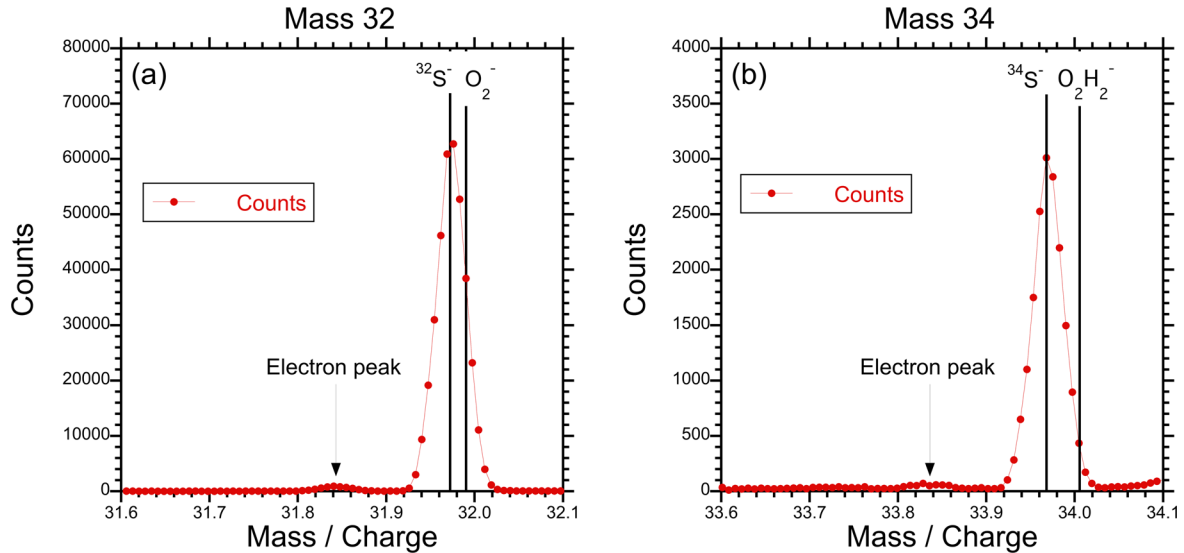 Mass 32
80000
70000
60000
50000
40000
30000
20000
10000
0
Counts
(a)
³²S⁻ O₂⁻
Counts
Electron peak
31.6 31.7 31.8 31.9 32.0 32.1
Mass / Charge
Mass 34
4000
3500
3000
2500
2000
1500
1000
500
0
Counts
(b)
³⁴S⁻ O₂H₂⁻
Counts
Electron peak
33.6 33.7 33.8 33.9 34.0 34.1
Mass / Charge